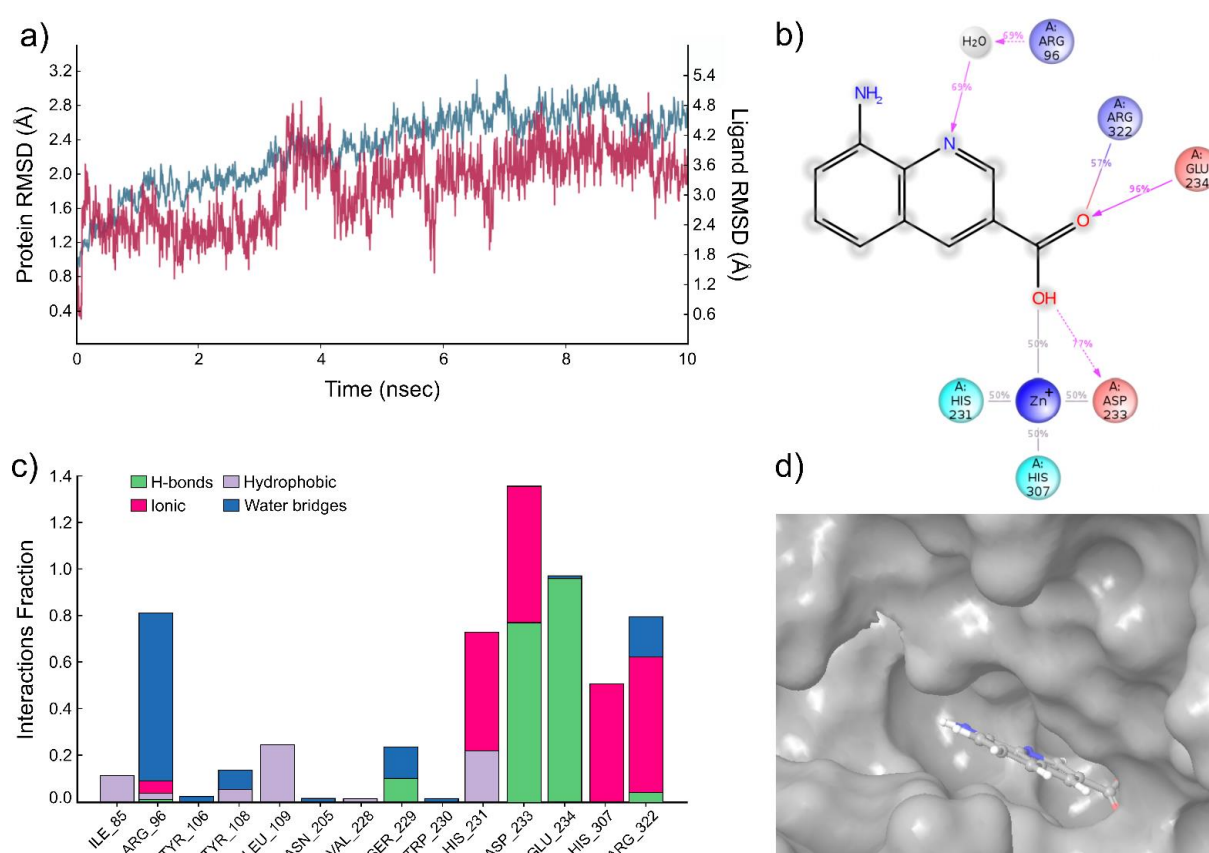 a)
Protein RMSD (Å)
3.2
2.8
2.4
2.0
1.6
1.2
0.8
0.4
5.4
4.8
4.2
3.6
3.0
2.4
1.8
1.2
0.6
Ligand RMSD (Å)
0 2 4 6 8 10
Time (nsec)
b)
H₂O
69%
A:
ARG
96
69%
NH₂
N
A:
ARG
322
57%
A:
GLU
234
96%
O
OH
50%
77%
A:
HIS
231
50%
Zn+
50%
A:
ASP
233
50%
A:
HIS
307
c)
Interactions Fraction
1.4
1.2
1.0
0.8
0.6
0.4
0.2
0.0
H-bonds
Hydrophobic
Ionic
Water bridges
ILE_85
ARG_96
TYR_106
TYR_108
LEU_109
ASN_205
VAL_228
SER_229
TRP_230
HIS_231
ASP_233
GLU_234
HIS_307
ARG_322
d)